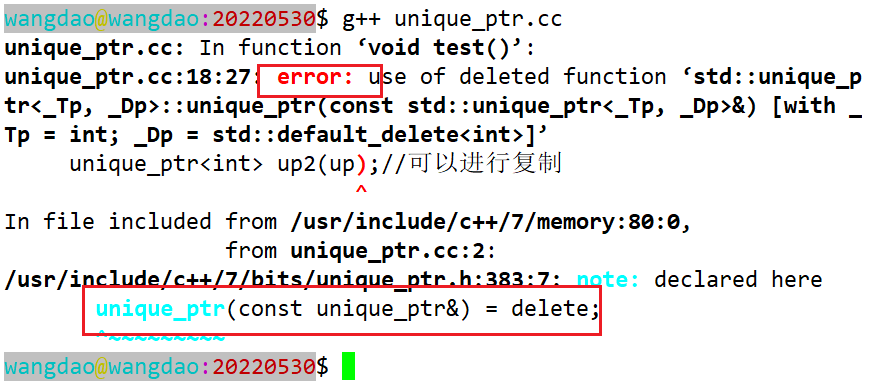 wangdao@wangdao:20220530$ g++ unique_ptr.cc
unique_ptr.cc: In function ‘void test()’:
unique_ptr.cc:18:27: error: use of deleted function ‘std::unique_p
tr<_Tp, _Dp>::unique_ptr(const std::unique_ptr<_Tp, _Dp>&) [with _
Tp = int; _Dp = std::default_delete<int>]’
unique_ptr<int> up2(up);//可以进行复制
^
In file included from /usr/include/c++/7/memory:80:0,
from unique_ptr.cc:2:
/usr/include/c++/7/bits/unique_ptr.h:383:7: note: declared here
unique_ptr(const unique_ptr&) = delete;
^~~~~~~~~~
wangdao@wangdao:20220530$